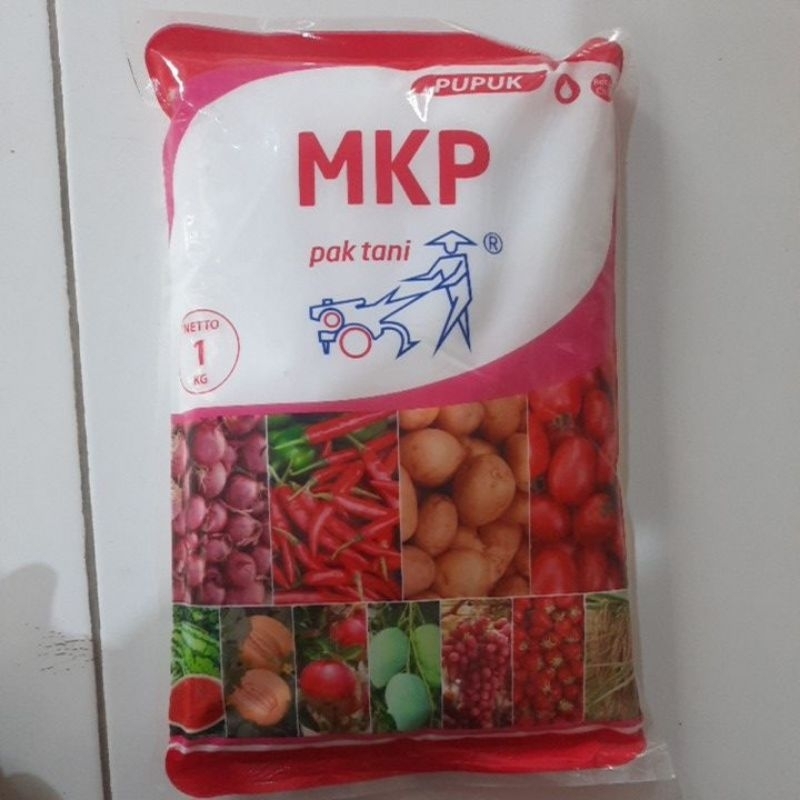 PUPUK
MKP
pak tani ®
NETTO
1
KG